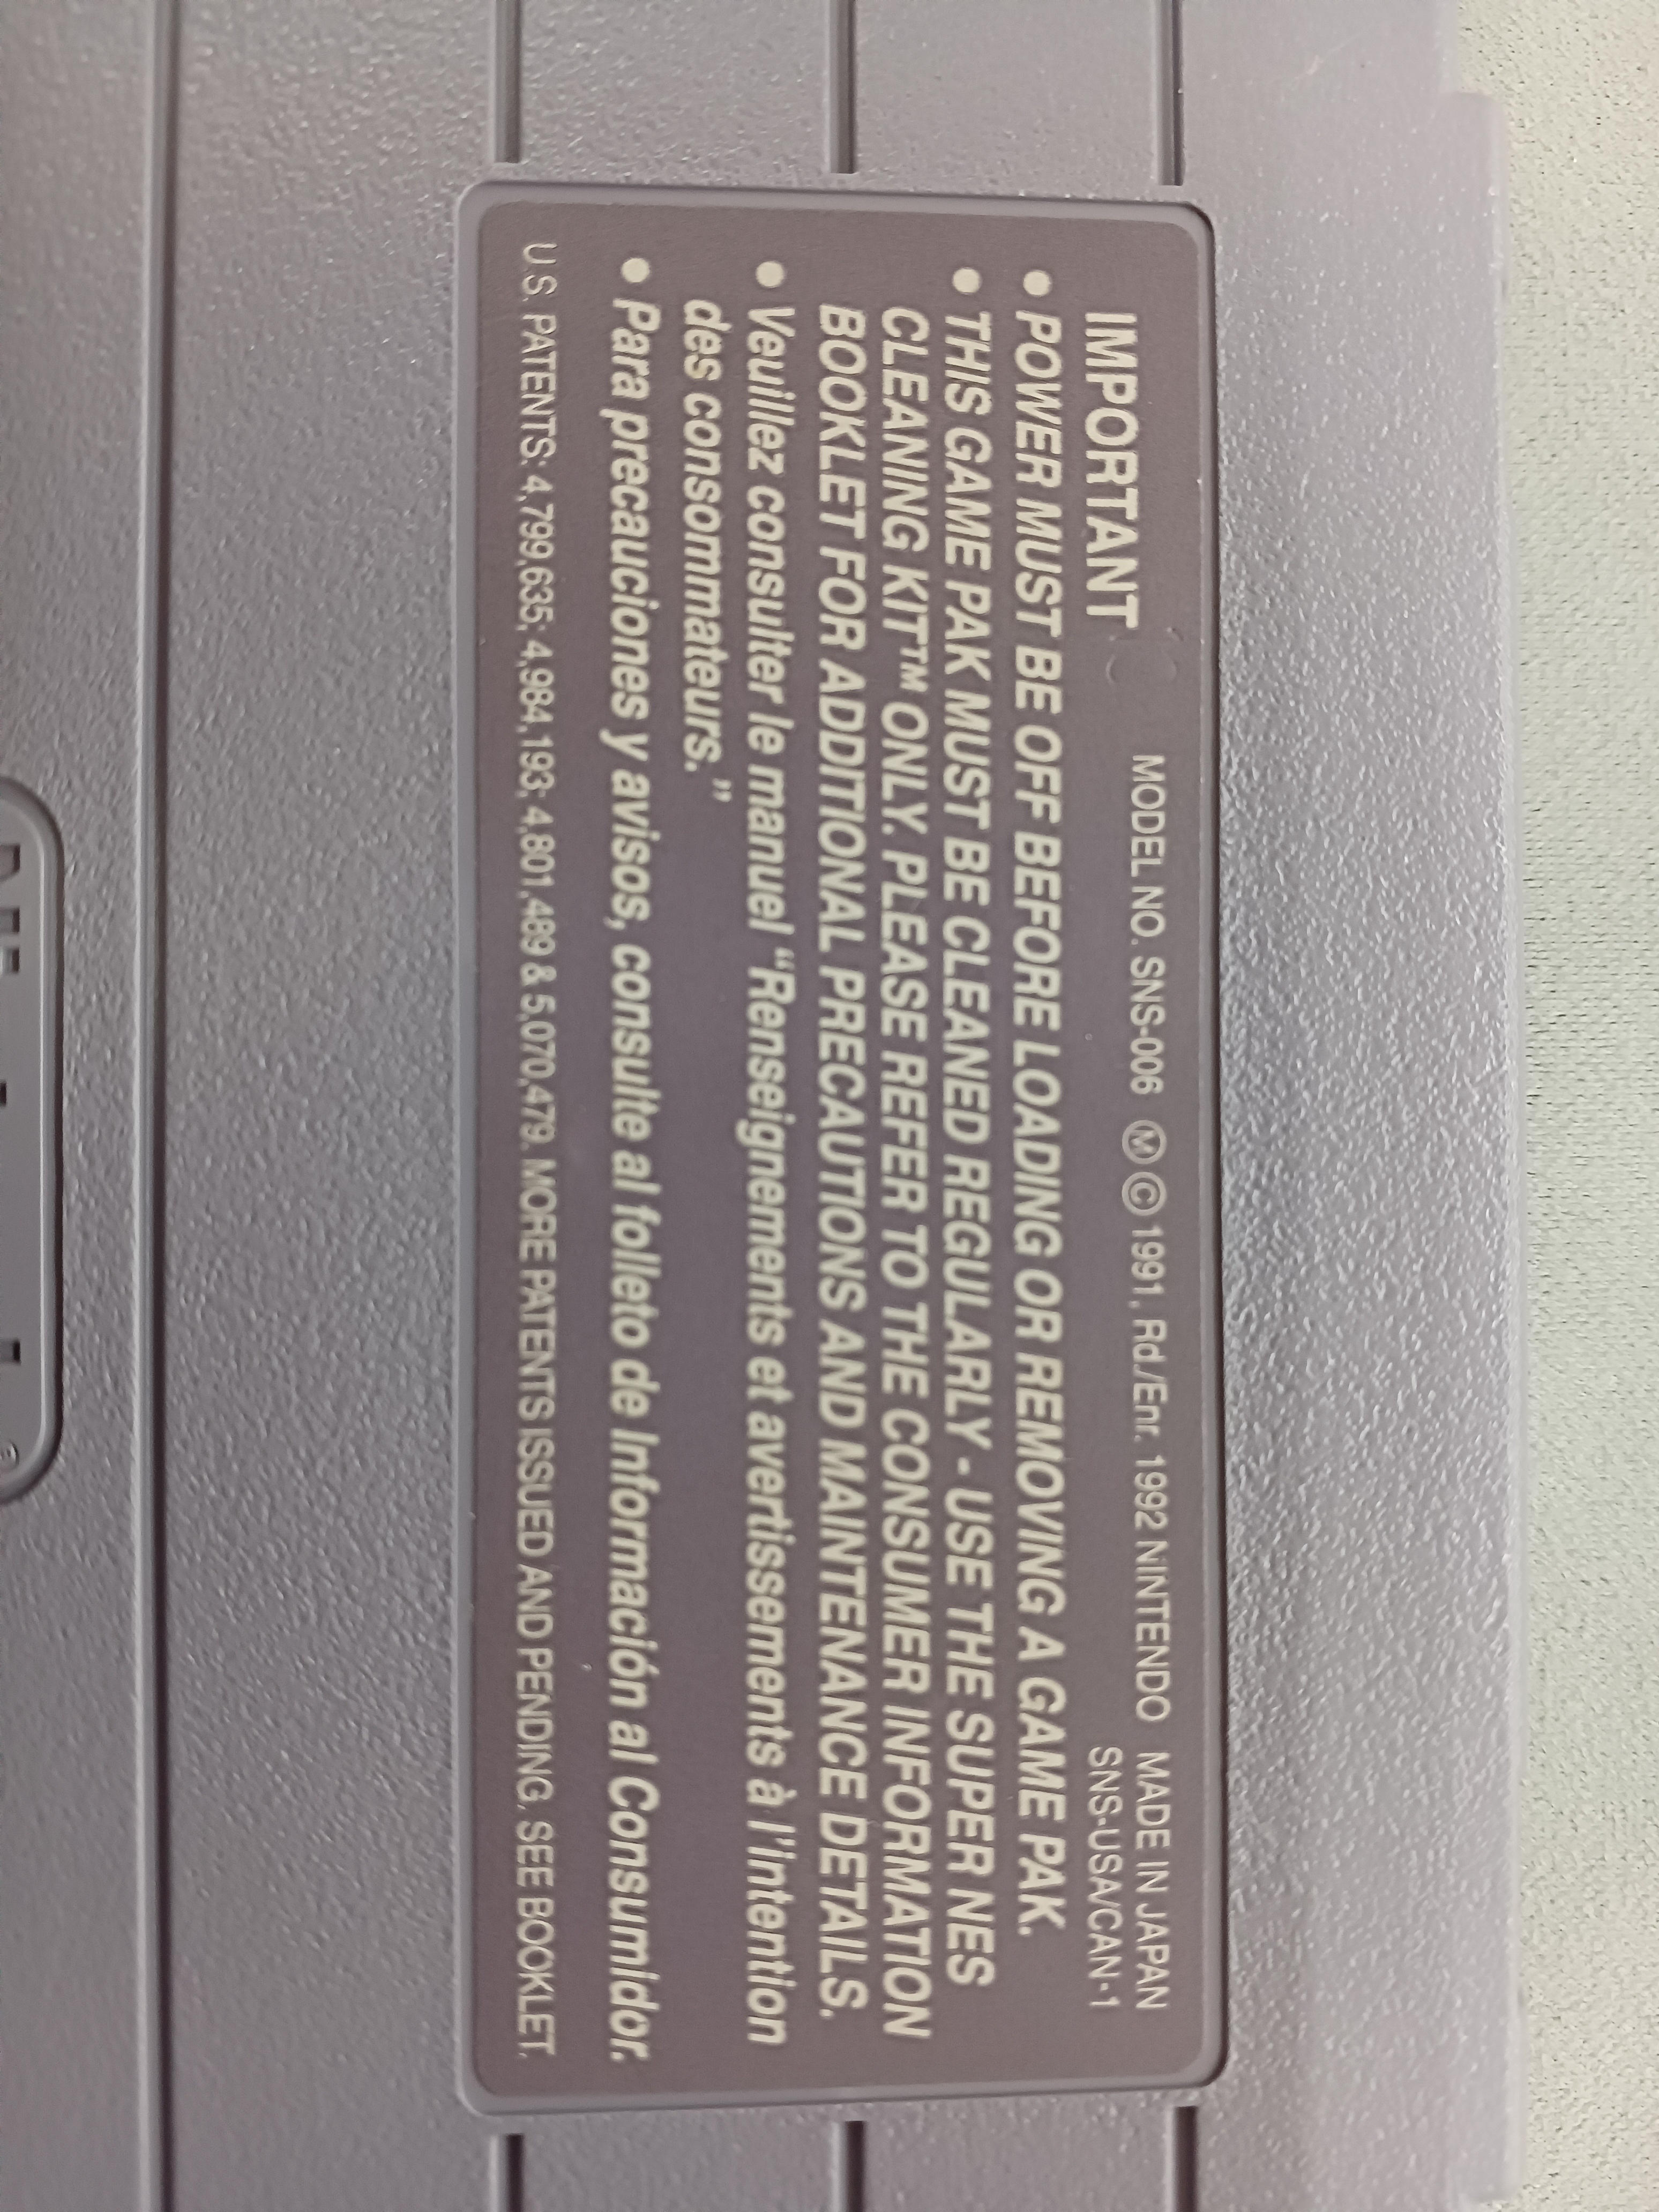 MODEL NO. SNS-006 Ⓜ © 1991, Rd./Enr. 1992 NINTENDO MADE IN JAPAN
IMPORTANT SNS-USA/CAN-1
• POWER MUST BE OFF BEFORE LOADING OR REMOVING A GAME PAK.
• THIS GAME PAK MUST BE CLEANED REGULARLY - USE THE SUPER NES
CLEANING KIT™ ONLY. PLEASE REFER TO THE CONSUMER INFORMATION
BOOKLET FOR ADDITIONAL PRECAUTIONS AND MAINTENANCE DETAILS.
• Veuillez consulter le manuel “Renseignements et avertissements à l'intention
des consommateurs.”
• Para precauciones y avisos, consulte al folleto de Información al Consumidor.
U.S. PATENTS: 4,799,635; 4,984,193; 4,801,489 & 5,070,479. MORE PATENTS ISSUED AND PENDING. SEE BOOKLET.